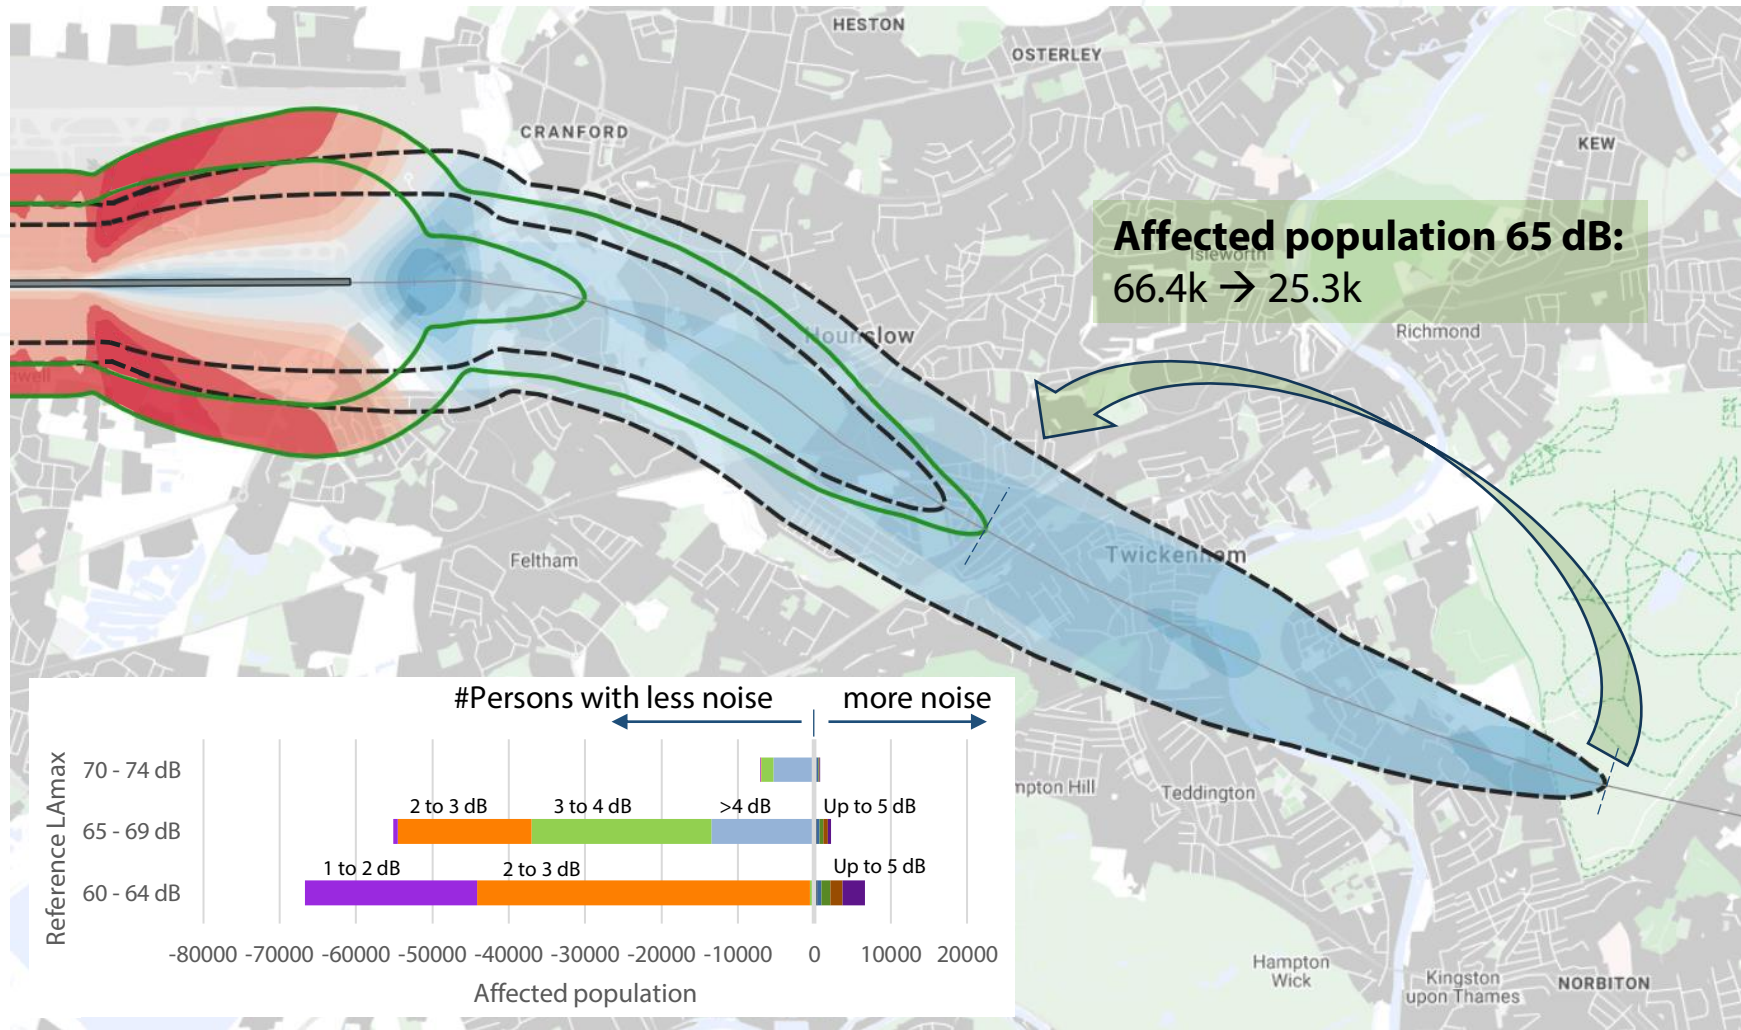 HESTON
OSTERLEY
CRANFORD
KEW
Affected population 65 dB:
Isleworth
66.4k → 25.3k
Hounslow
Richmond
Feltham
Twickenham
mpton Hill
Teddington
Hampton
Wick
Kingston
upon Thames
NORBITON
#Persons with less noise
more noise
Reference LAmax
70 - 74 dB
65 - 69 dB
2 to 3 dB
3 to 4 dB
>4 dB
Up to 5 dB
60 - 64 dB
1 to 2 dB
2 to 3 dB
Up to 5 dB
-80000 -70000 -60000 -50000 -40000 -30000 -20000 -10000 0 10000 20000
Affected population